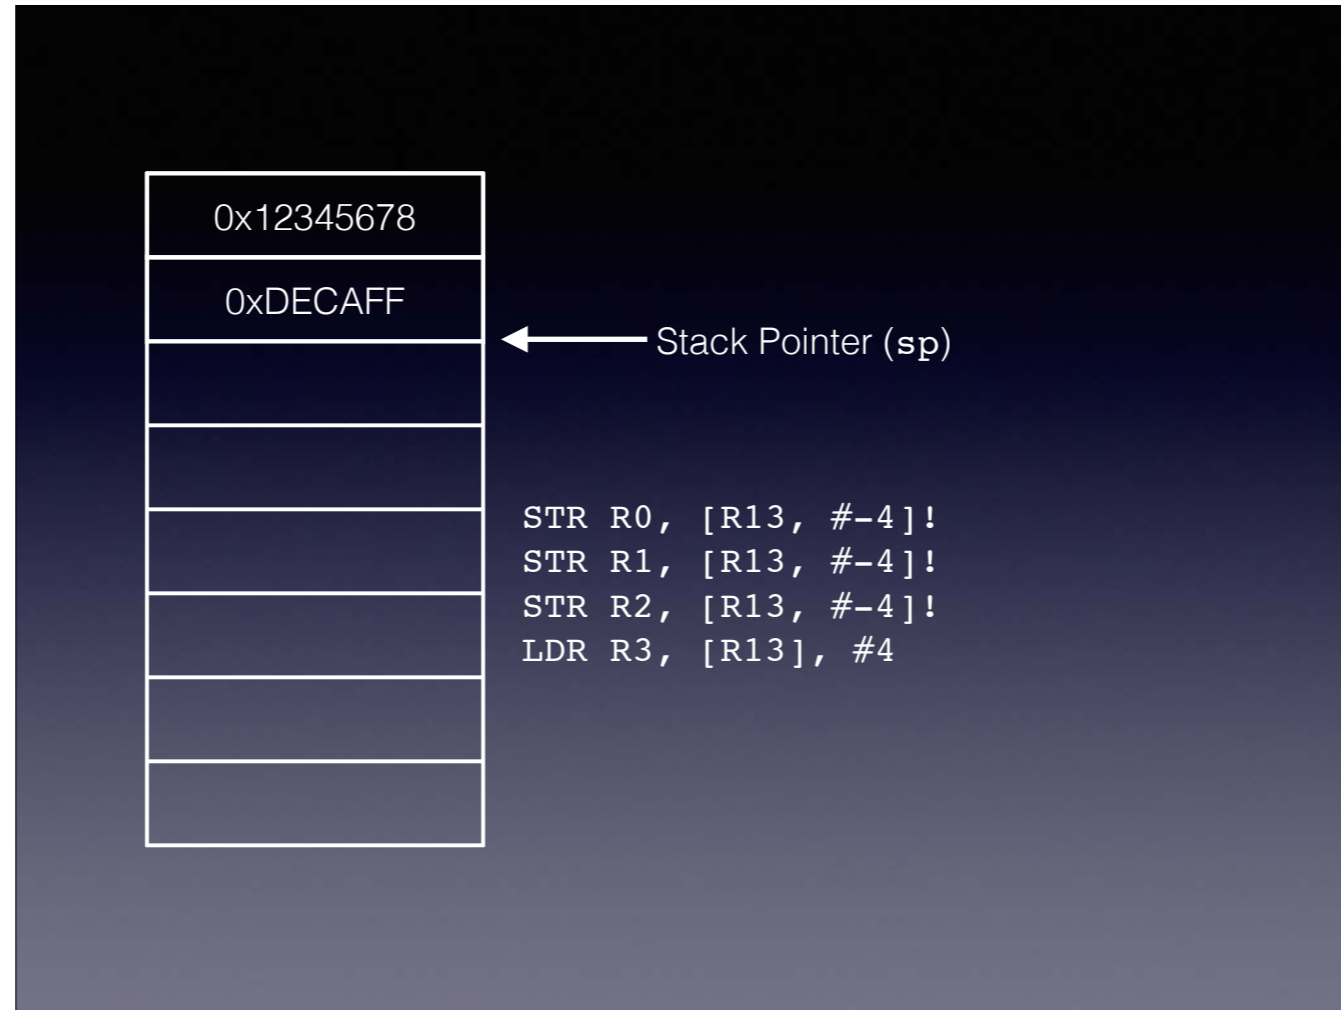 0x12345678
0xDECAFF
Stack Pointer (sp)
STR R0, [R13, #-4]!
STR R1, [R13, #-4]!
STR R2, [R13, #-4]!
LDR R3, [R13], #4